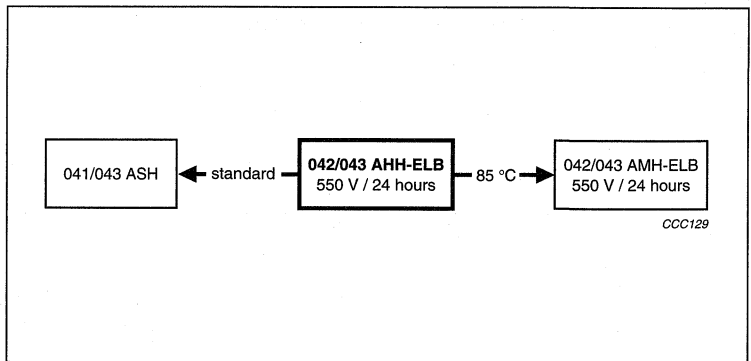 041/043 ASH
standard
042/043 AHH-ELB
550 V / 24 hours
85 °C
042/043 AMH-ELB
550 V / 24 hours
CCC129